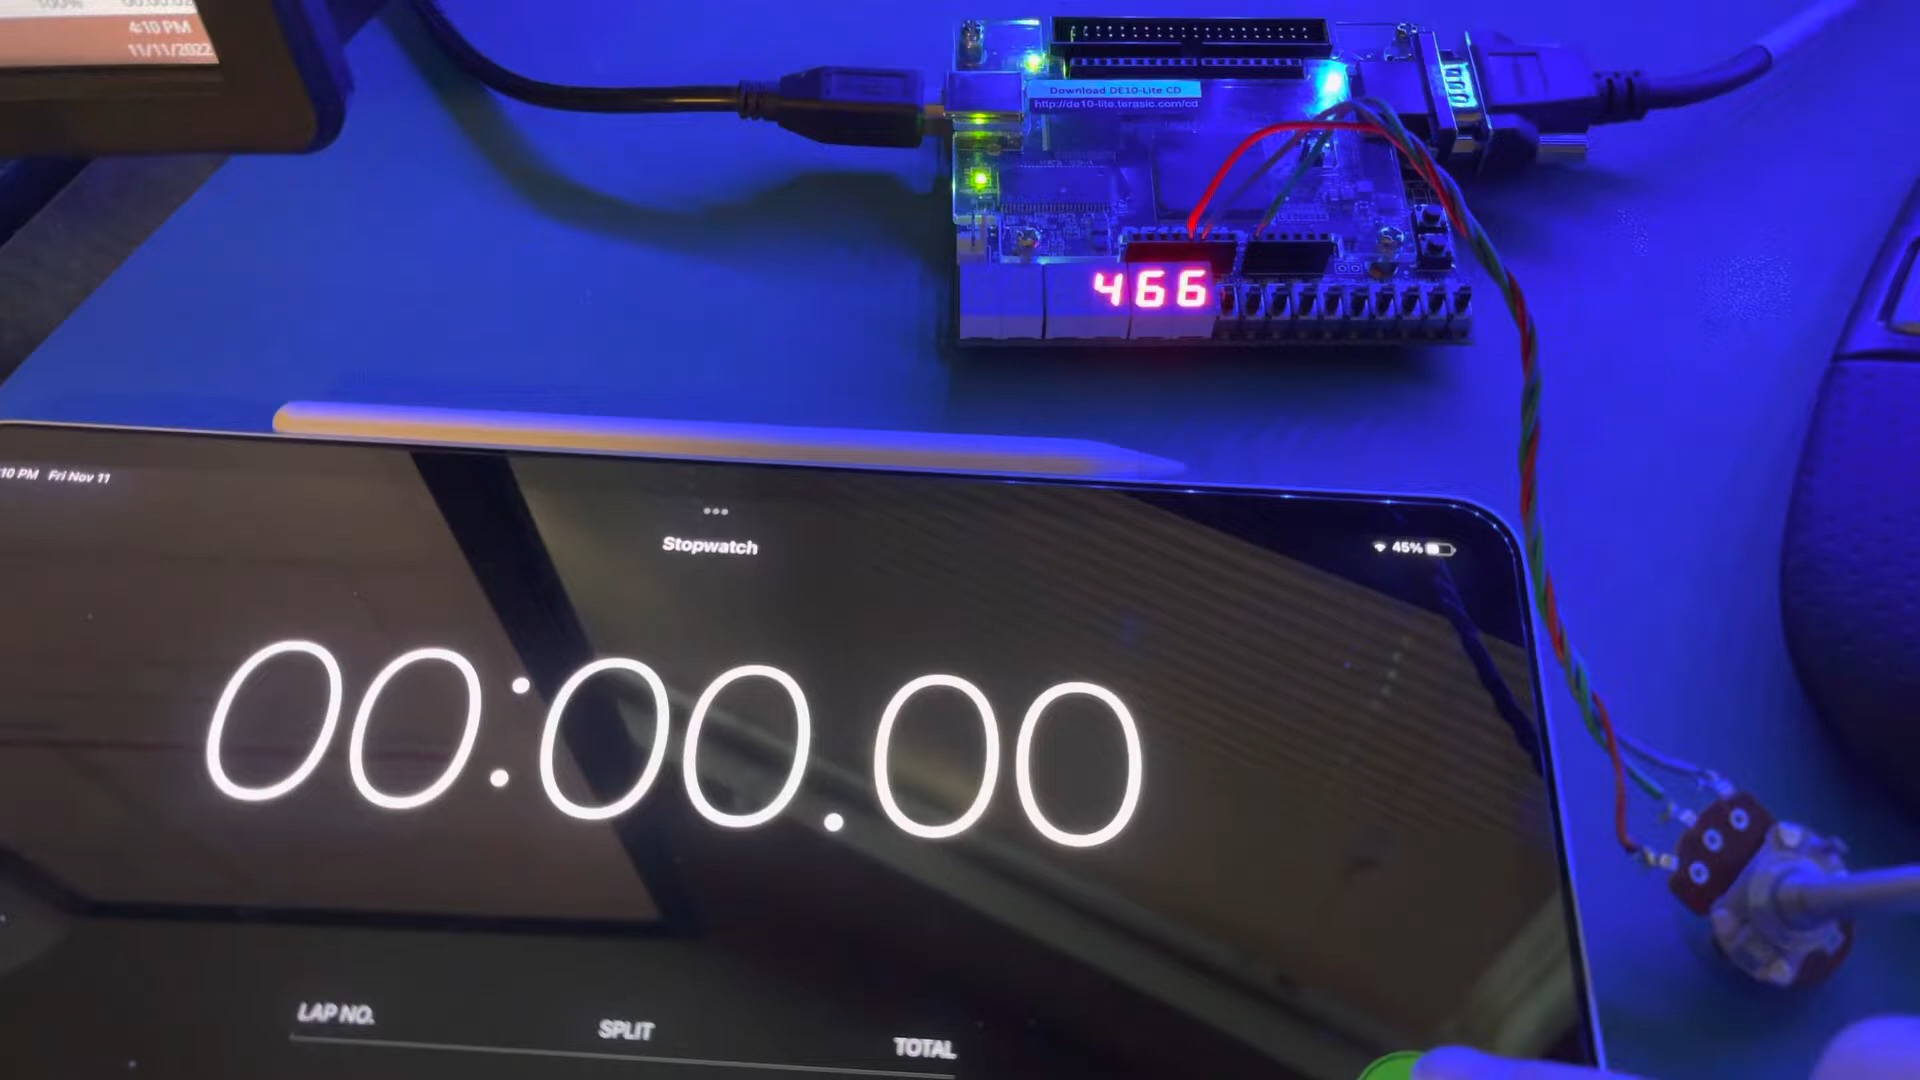 100%
4:10 PM
11/11/2022
Download DE10-Lite CD
http://de10-lite.terasic.com/cd
466
10 PM Fri Nov 11
Stopwatch
45%
00:00.00
LAP NO. SPLIT TOTAL